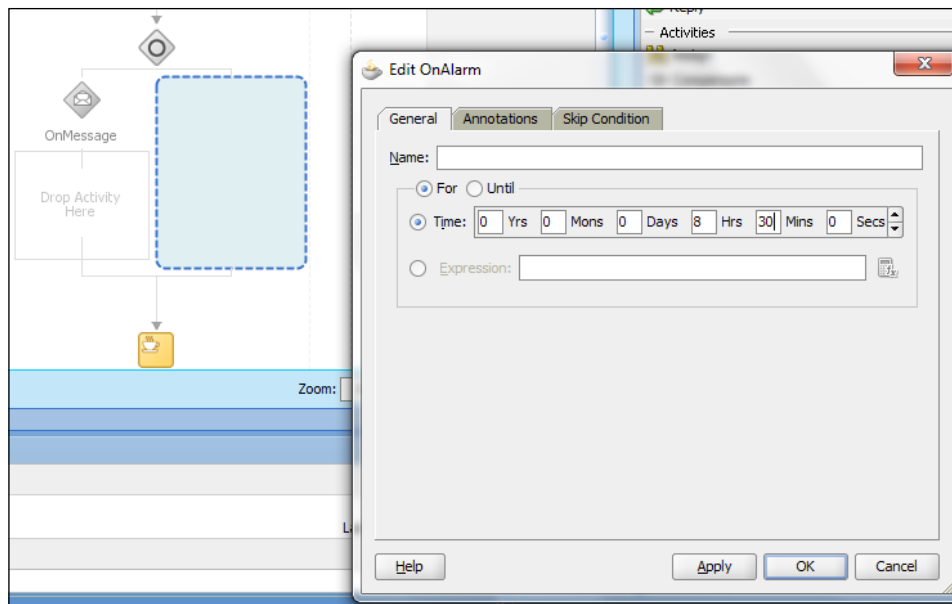 Reply
Activities
Edit OnAlarm
General Annotations Skip Condition
OnMessage
Name:
Drop Activity
Here
For Until
Time: 0 Yrs 0 Mons 0 Days 8 Hrs 30 Mins 0 Secs
Expression:
Zoom:
Help Apply OK Cancel